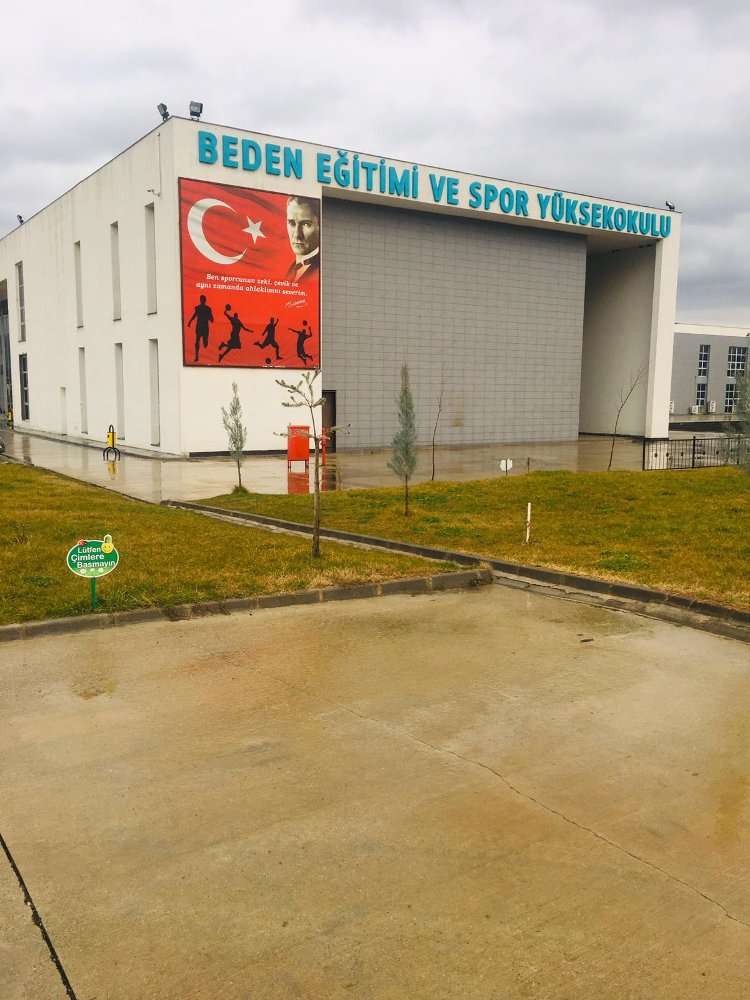 BEDEN EĞİTİMİ VE SPOR YÜKSEKOKULU
Ben sporcunun zeki, çevik ve
aynı zamanda ahlaklısını severim.
Lütfen
Çimlere
Basmayın